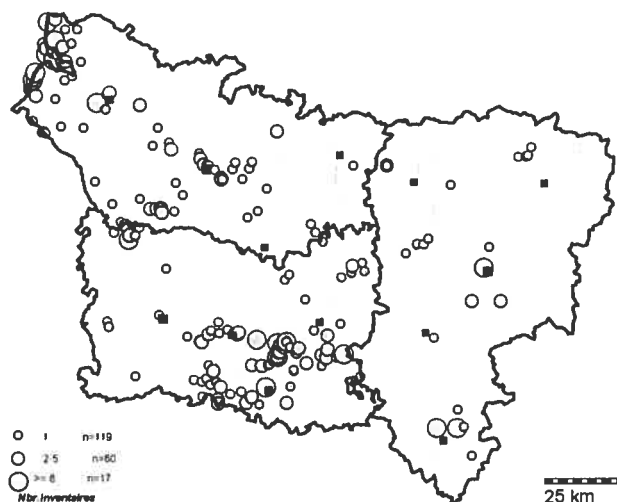 1 n=119
2-5 n=60
>= 6 n=17
Nbr Inventaires
25 km